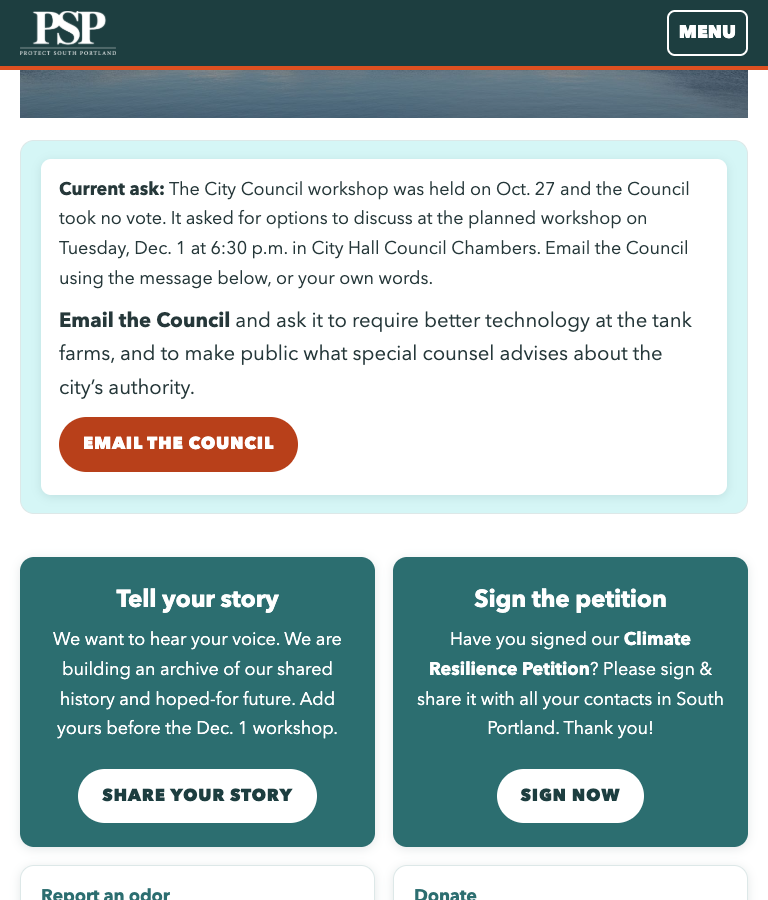 PSP
PROTECT SOUTH PORTLAND
MENU
Current ask: The City Council workshop was held on Oct. 27 and the Council
took no vote. It asked for options to discuss at the planned workshop on
Tuesday, Dec. 1 at 6:30 p.m. in City Hall Council Chambers. Email the Council
using the message below, or your own words.
Email the Council and ask it to require better technology at the tank
farms, and to make public what special counsel advises about the
city’s authority.
EMAIL THE COUNCIL
Tell your story
We want to hear your voice. We are
building an archive of our shared
history and hoped-for future. Add
yours before the Dec. 1 workshop.
SHARE YOUR STORY
Sign the petition
Have you signed our Climate
Resilience Petition? Please sign &
share it with all your contacts in South
Portland. Thank you!
SIGN NOW
Report an odor
Donate